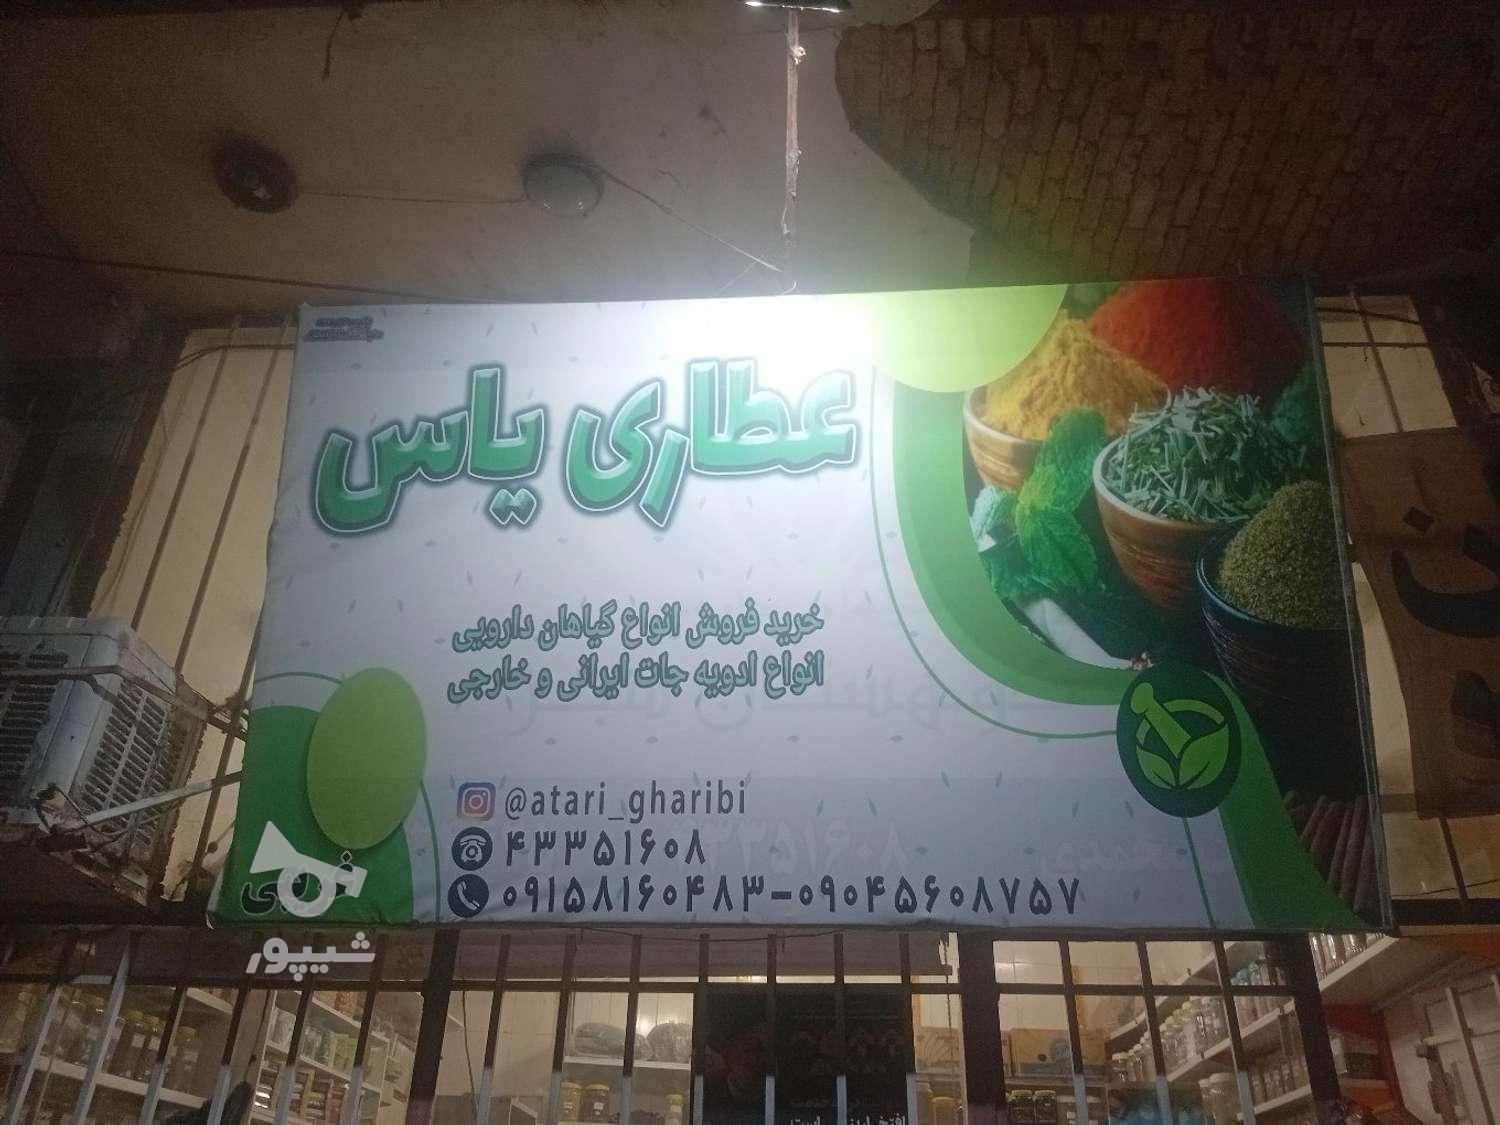 عطاری یاس
خرید فروش انواع گیاهان دارویی
انواع ادویه جات ایرانی و خارجی
@atari_gharibi
۴۳۳۵۱۶۰۸
۰۹۱۵۸۱۶۰۴۸۳-۰۹۰۴۵۶۰۸۷۵۷
شیپور